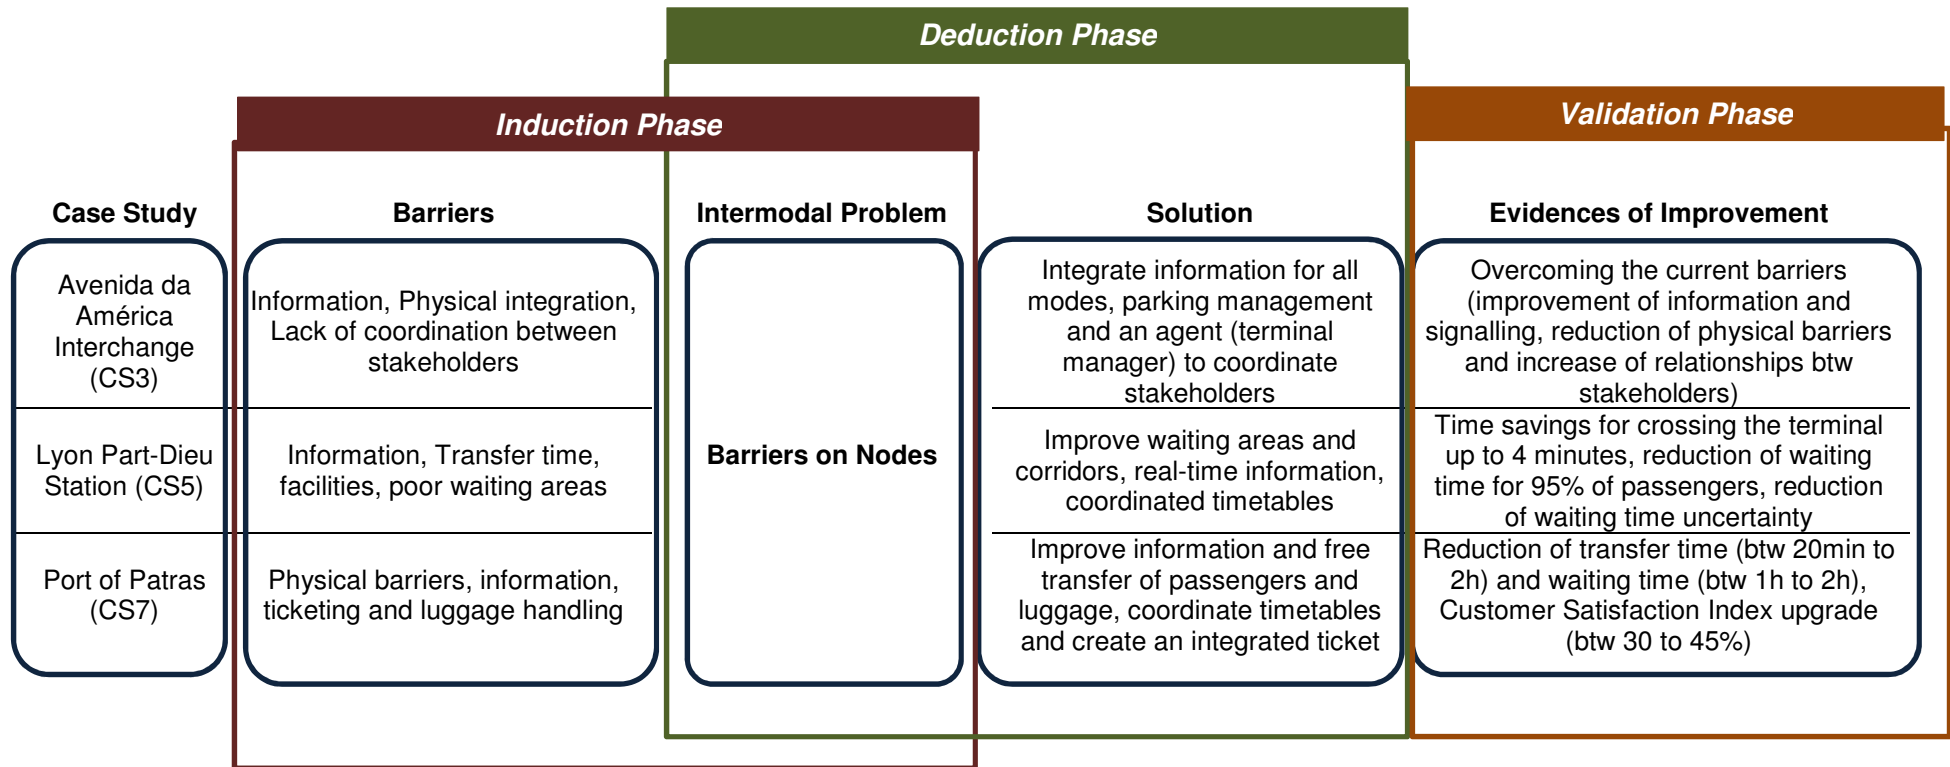 Deduction Phase
Induction Phase
Validation Phase
Case Study
Barriers
Intermodal Problem
Solution
Evidences of Improvement
Avenida da
América
Interchange
(CS3)
Information, Physical integration,
Lack of coordination between
stakeholders
Integrate information for all
modes, parking management
and an agent (terminal
manager) to coordinate
stakeholders
Overcoming the current barriers
(improvement of information and
signalling, reduction of physical barriers
and increase of relationships btw
stakeholders)
Lyon Part-Dieu
Station (CS5)
Information, Transfer time,
facilities, poor waiting areas
Barriers on Nodes
Improve waiting areas and
corridors, real-time information,
coordinated timetables
Time savings for crossing the terminal
up to 4 minutes, reduction of waiting
time for 95% of passengers, reduction
of waiting time uncertainty
Port of Patras
(CS7)
Physical barriers, information,
ticketing and luggage handling
Improve information and free
transfer of passengers and
luggage, coordinate timetables
and create an integrated ticket
Reduction of transfer time (btw 20min to
2h) and waiting time (btw 1h to 2h),
Customer Satisfaction Index upgrade
(btw 30 to 45%)